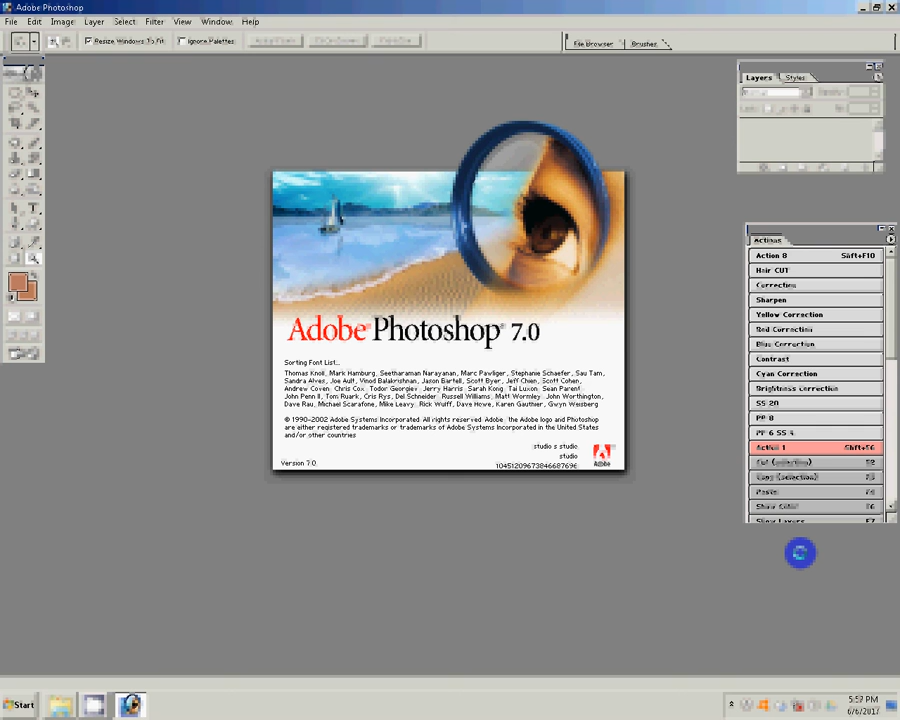 Adobe Photoshop
File Edit Image Layer Select Filter View Window Help
Resize Windows To Fit Ignore Palettes
File Browser Brushes
Layers Styles
Actions
Action 8 Shft+F10
Hair CUT
Correction
Sharpen
Yellow Correction
Red Correction
Blue Correction
Contrast
Cyan Correction
Brightness Correction
SS 20
PP 8
PP 6 SS 4
Action 1 Shft+F6
Cut (selection) F2
Copy (selection) F3
Paste F4
Show Color F6
Show Layers F7
Adobe Photoshop 7.0
Sorting Font List...
Thomas Knoll, Mark Hamburg, Seetharaman Narayanan, Marc Pawliger, Stephanie Schaefer, Sau Tam,
Sandra Alves, Joe Ault, Vinod Balakrishnan, Jason Bartell, Scott Byer, Jeff Chien, Scott Cohen,
Andrew Coven, Chris Cox, Todor Georgiev, Jerry Harris, Sarah Kong, Tai Luxon, Sean Parent,
John Penn II, Tom Ruark, Cris Rys, Del Schneider, Russell Williams, Matt Wormley, John Worthington,
Dave Rau, Michael Scarafone, Mike Leavy, Rick Wulff, Dave Howe, Karen Gauthier, Gwyn Weisberg
© 1990-2002 Adobe Systems Incorporated. All rights reserved. Adobe, the Adobe logo and Photoshop
are either registered trademarks or trademarks of Adobe Systems Incorporated in the United States
and/or other countries
studio s studio
studio
Version 7.0
1045120967384668​7696
Adobe
Start
5:57 PM
6/6/2017